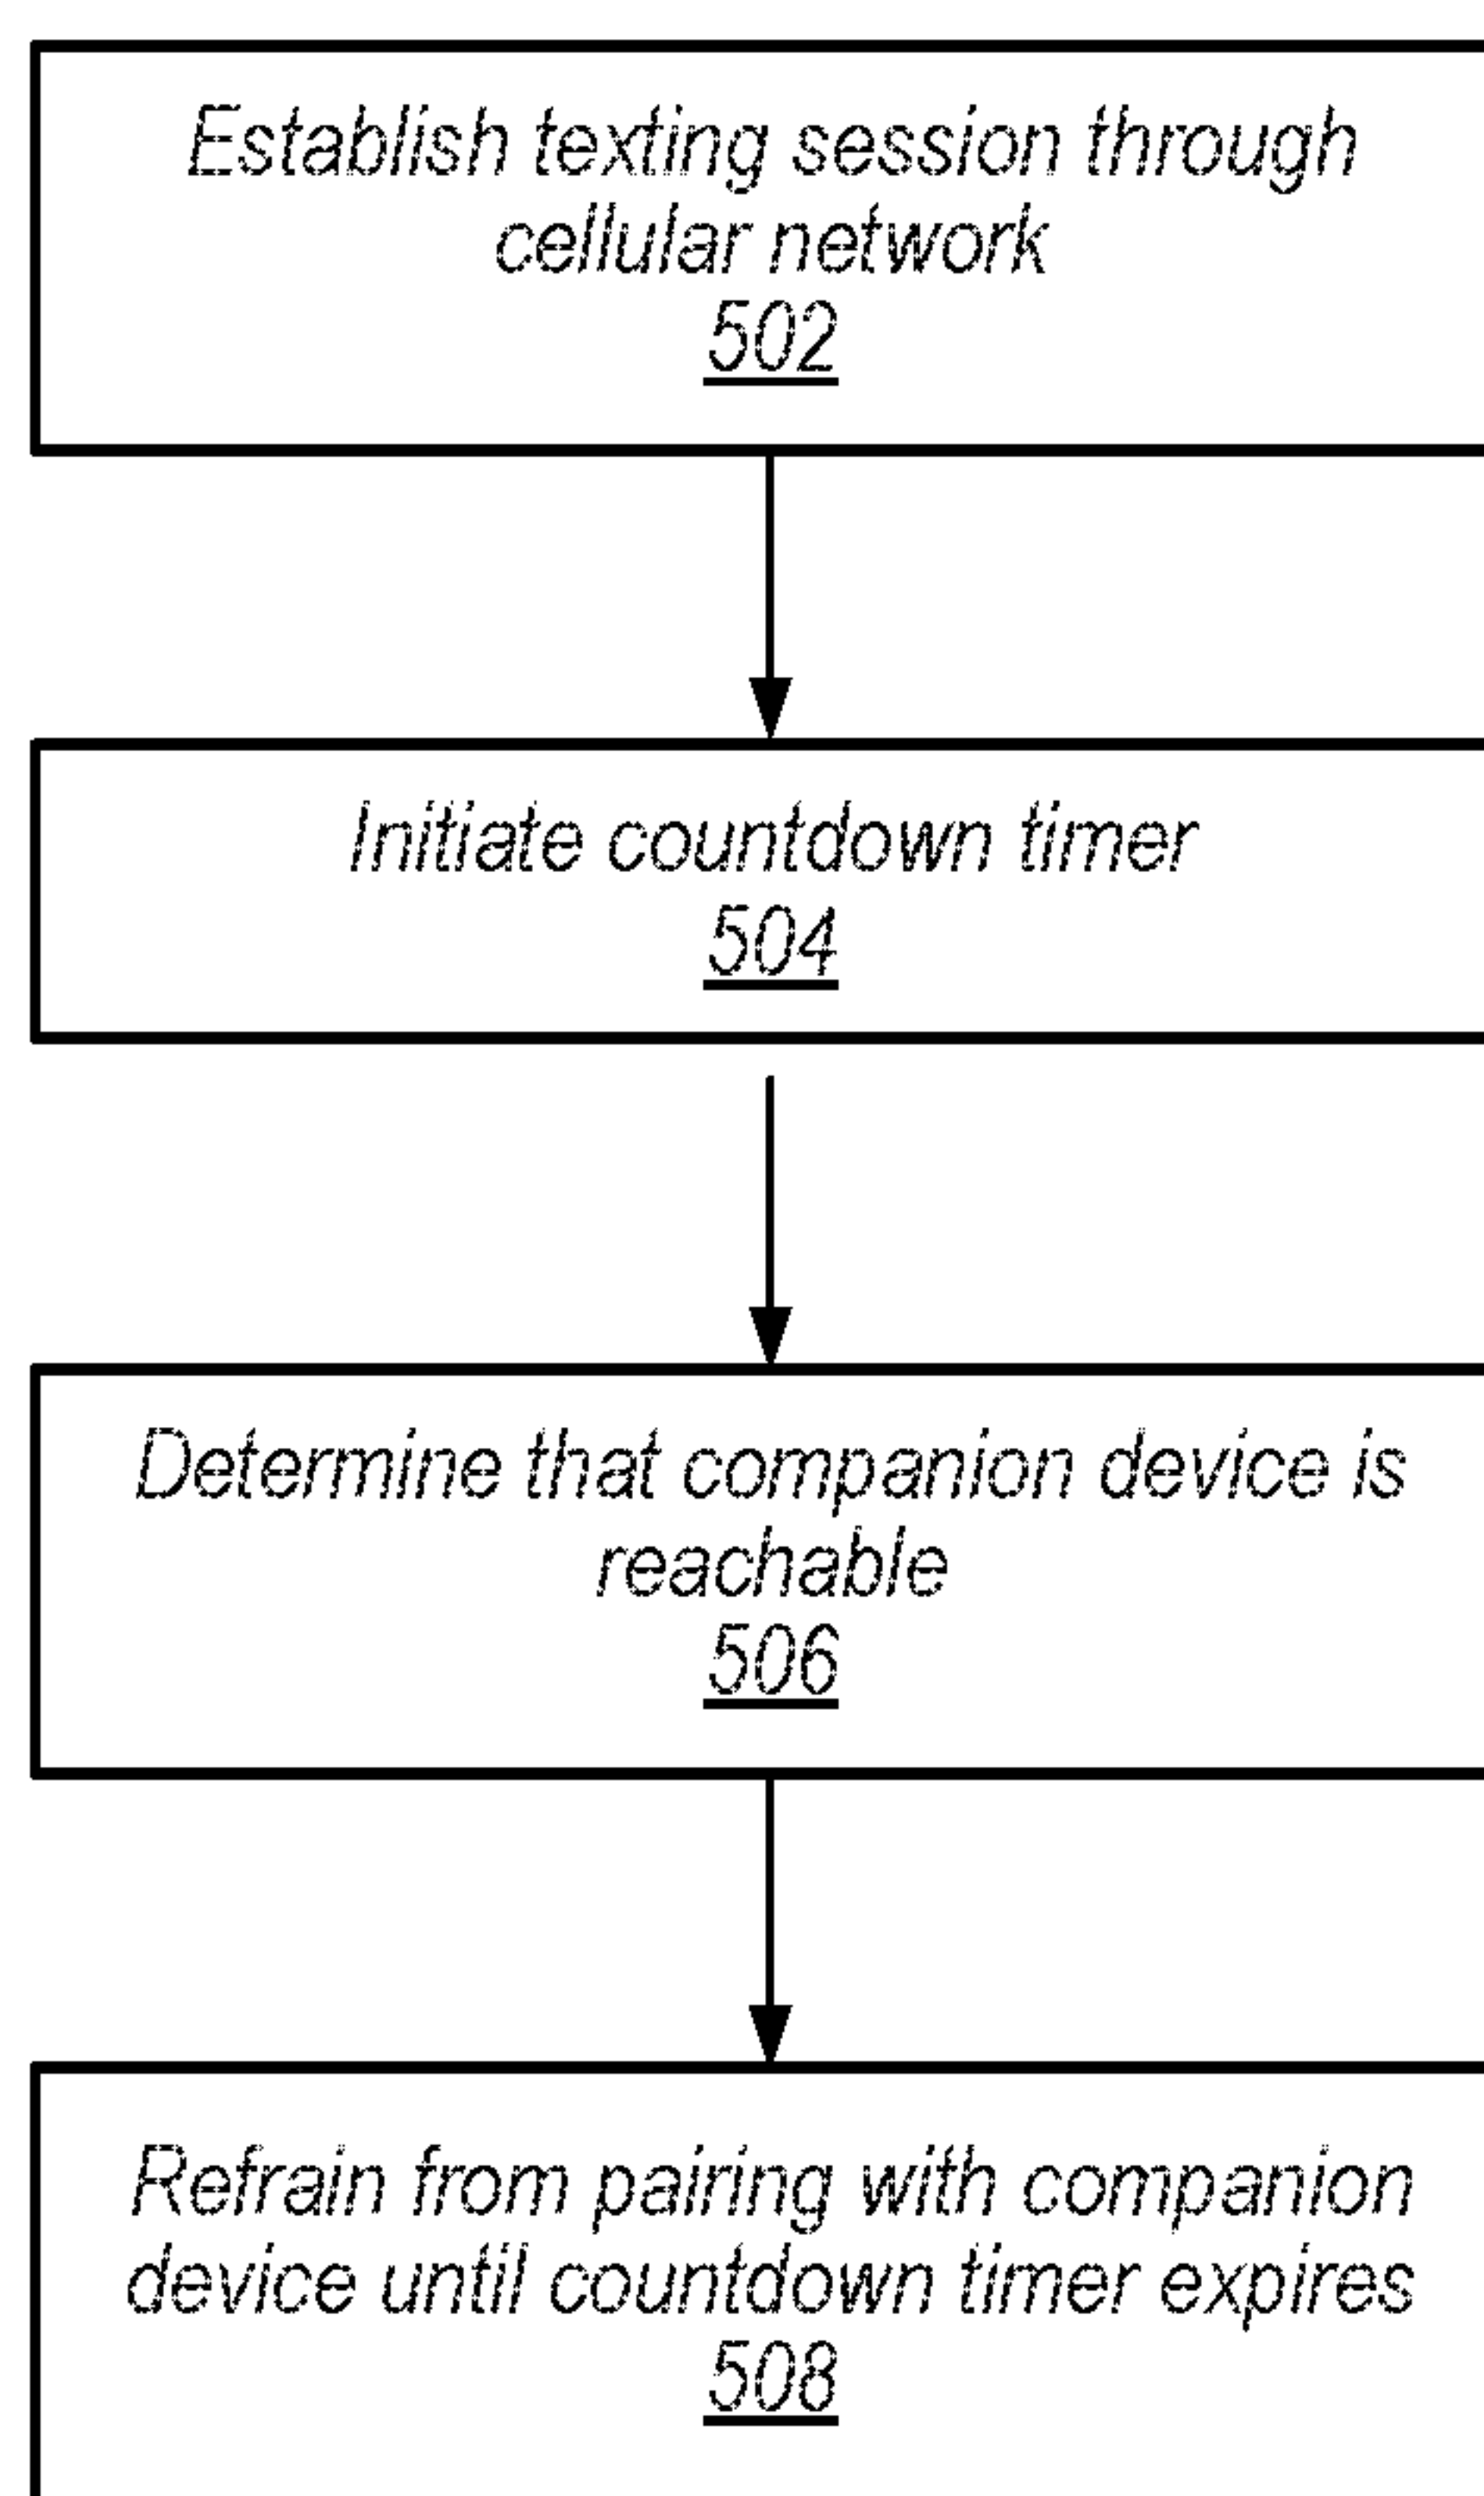 Establish texting session through
cellular network
502
Initiate countdown timer
504
Determine that companion device is
reachable
506
Refrain from pairing with companion
device until countdown timer expires
508